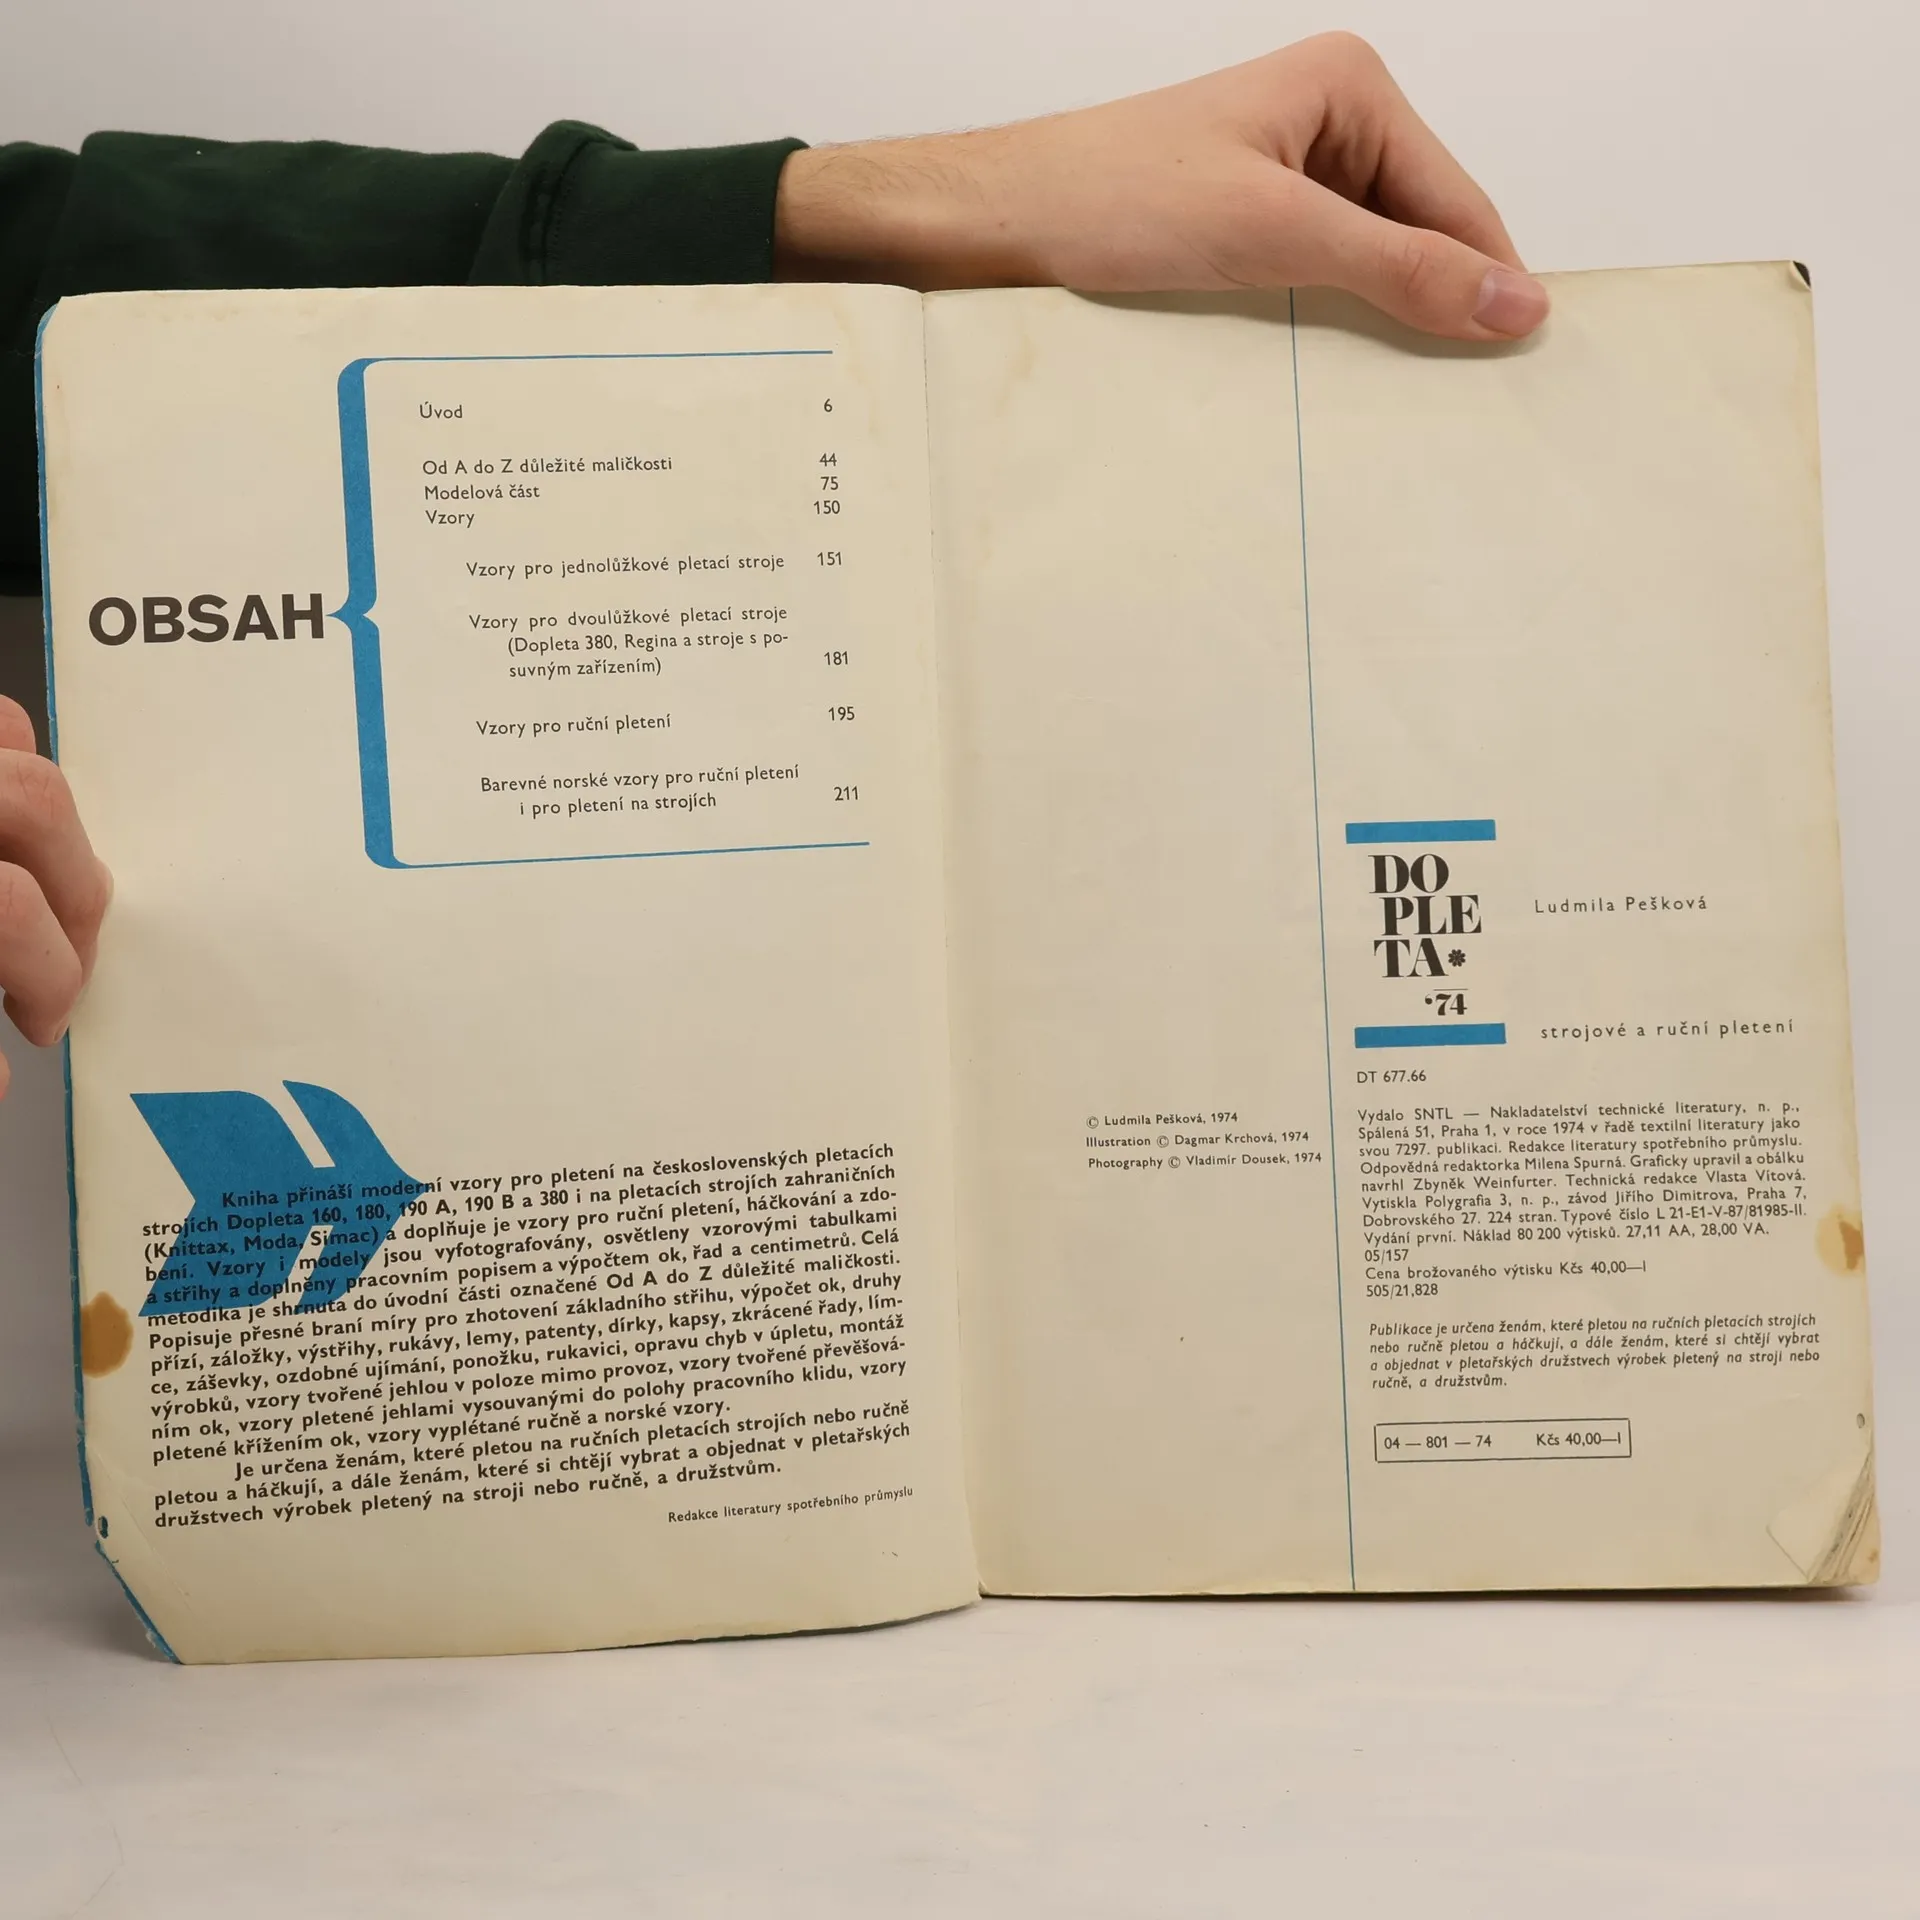 OBSAH
Úvod 6
Od A do Z důležité maličkosti 44
Modelová část 75
Vzory 150
Vzory pro jednolůžkové pletací stroje 151
Vzory pro dvoulůžkové pletací stroje
(Dopleta 380, Regina a stroje s po-
suvným zařízením) 181
Vzory pro ruční pletení 195
Barevné norské vzory pro ruční pletení
i pro pletení na strojích 211
Kniha přináší moderní vzory pro pletení na československých pletacích
strojích Dopleta 160, 180, 190 A, 190 B a 380 i na pletacích strojích zahraničních
(Knittax, Moda, Simac) a doplňuje je vzory pro ruční pletení, háčkování a zdo-
bení. Vzory i modely jsou vyfotografovány, osvětleny vzorovými tabulkami
a střihy a doplněny pracovním popisem a výpočtem ok, řad a centimetrů. Celá
metodika je shrnuta do úvodní části označené Od A do Z důležité maličkosti.
Popisuje přesné braní míry pro zhotovení základního střihu, výpočet ok, druhy
přízí, záložky, výstřihy, rukávy, lemy, patenty, dírky, kapsy, zkrácené řady, lím-
ce, záševky, ozdobné ujímání, ponožku, rukavici, opravu chyb v úpletu, montáž
výrobků, vzory tvořené jehlou v poloze mimo provoz, vzory tvořené převěšová-
ním ok, vzory pletené jehlami vysouvanými do polohy pracovního klidu, vzory
pletené křížením ok, vzory vyplétané ručně a norské vzory.
Je určena ženám, které pletou na ručních pletacích strojích nebo ručně
pletou a háčkují, a dále ženám, které si chtějí vybrat a objednat v pletařských
družstvech výrobek pletený na stroji nebo ručně, a družstvům.
Redakce literatury spotřebního průmyslu
© Ludmila Pešková, 1974
Illustration © Dagmar Krchová, 1974
Photography © Vladimír Dousek, 1974
DO
PLE
TA*
'74
Ludmila Pešková
strojové a ruční pletení
DT 677.66
Vydalo SNTL — Nakladatelství technické literatury, n. p.,
Spálená 51, Praha 1, v roce 1974 v řadě textilní literatury jako
svou 7297. publikaci. Redakce literatury spotřebního průmyslu.
Odpovědná redaktorka Milena Spurná. Graficky upravil a obálku
navrhl Zbyněk Weinfurter. Technická redakce Vlasta Vítová.
Vytiskla Polygrafia 3, n. p., závod Jiřího Dimitrova, Praha 7,
Dobrovského 27. 224 stran. Typové číslo L 21-E1-V-87/81985-II.
Vydání první. Náklad 80 200 výtisků. 27,11 AA, 28,00 VA.
05/157
Cena brožovaného výtisku Kčs 40,00—I
505/21,828
Publikace je určena ženám, které pletou na ručních pletacích strojích
nebo ručně pletou a háčkují, a dále ženám, které si chtějí vybrat
a objednat v pletařských družstvech výrobek pletený na stroji nebo
ručně, a družstvům.
04 — 801 — 74 Kčs 40,00—I